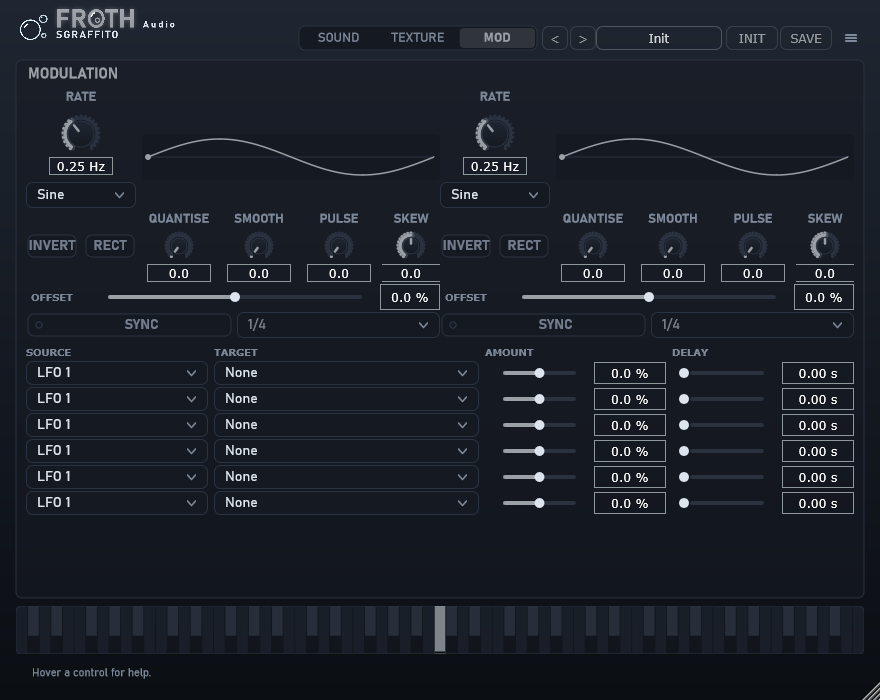 FROTH Audio
SGRAFFITO
SOUND TEXTURE MOD < > Init INIT SAVE
MODULATION
RATE RATE
0.25 Hz 0.25 Hz
Sine Sine
QUANTISE SMOOTH PULSE SKEW QUANTISE SMOOTH PULSE SKEW
INVERT RECT INVERT RECT
0.0 0.0 0.0 0.0 0.0 0.0 0.0 0.0
OFFSET 0.0 % OFFSET 0.0 %
SYNC 1/4 SYNC 1/4
SOURCE TARGET AMOUNT DELAY
LFO 1 None 0.0 % 0.00 s
LFO 1 None 0.0 % 0.00 s
LFO 1 None 0.0 % 0.00 s
LFO 1 None 0.0 % 0.00 s
LFO 1 None 0.0 % 0.00 s
LFO 1 None 0.0 % 0.00 s
Hover a control for help.